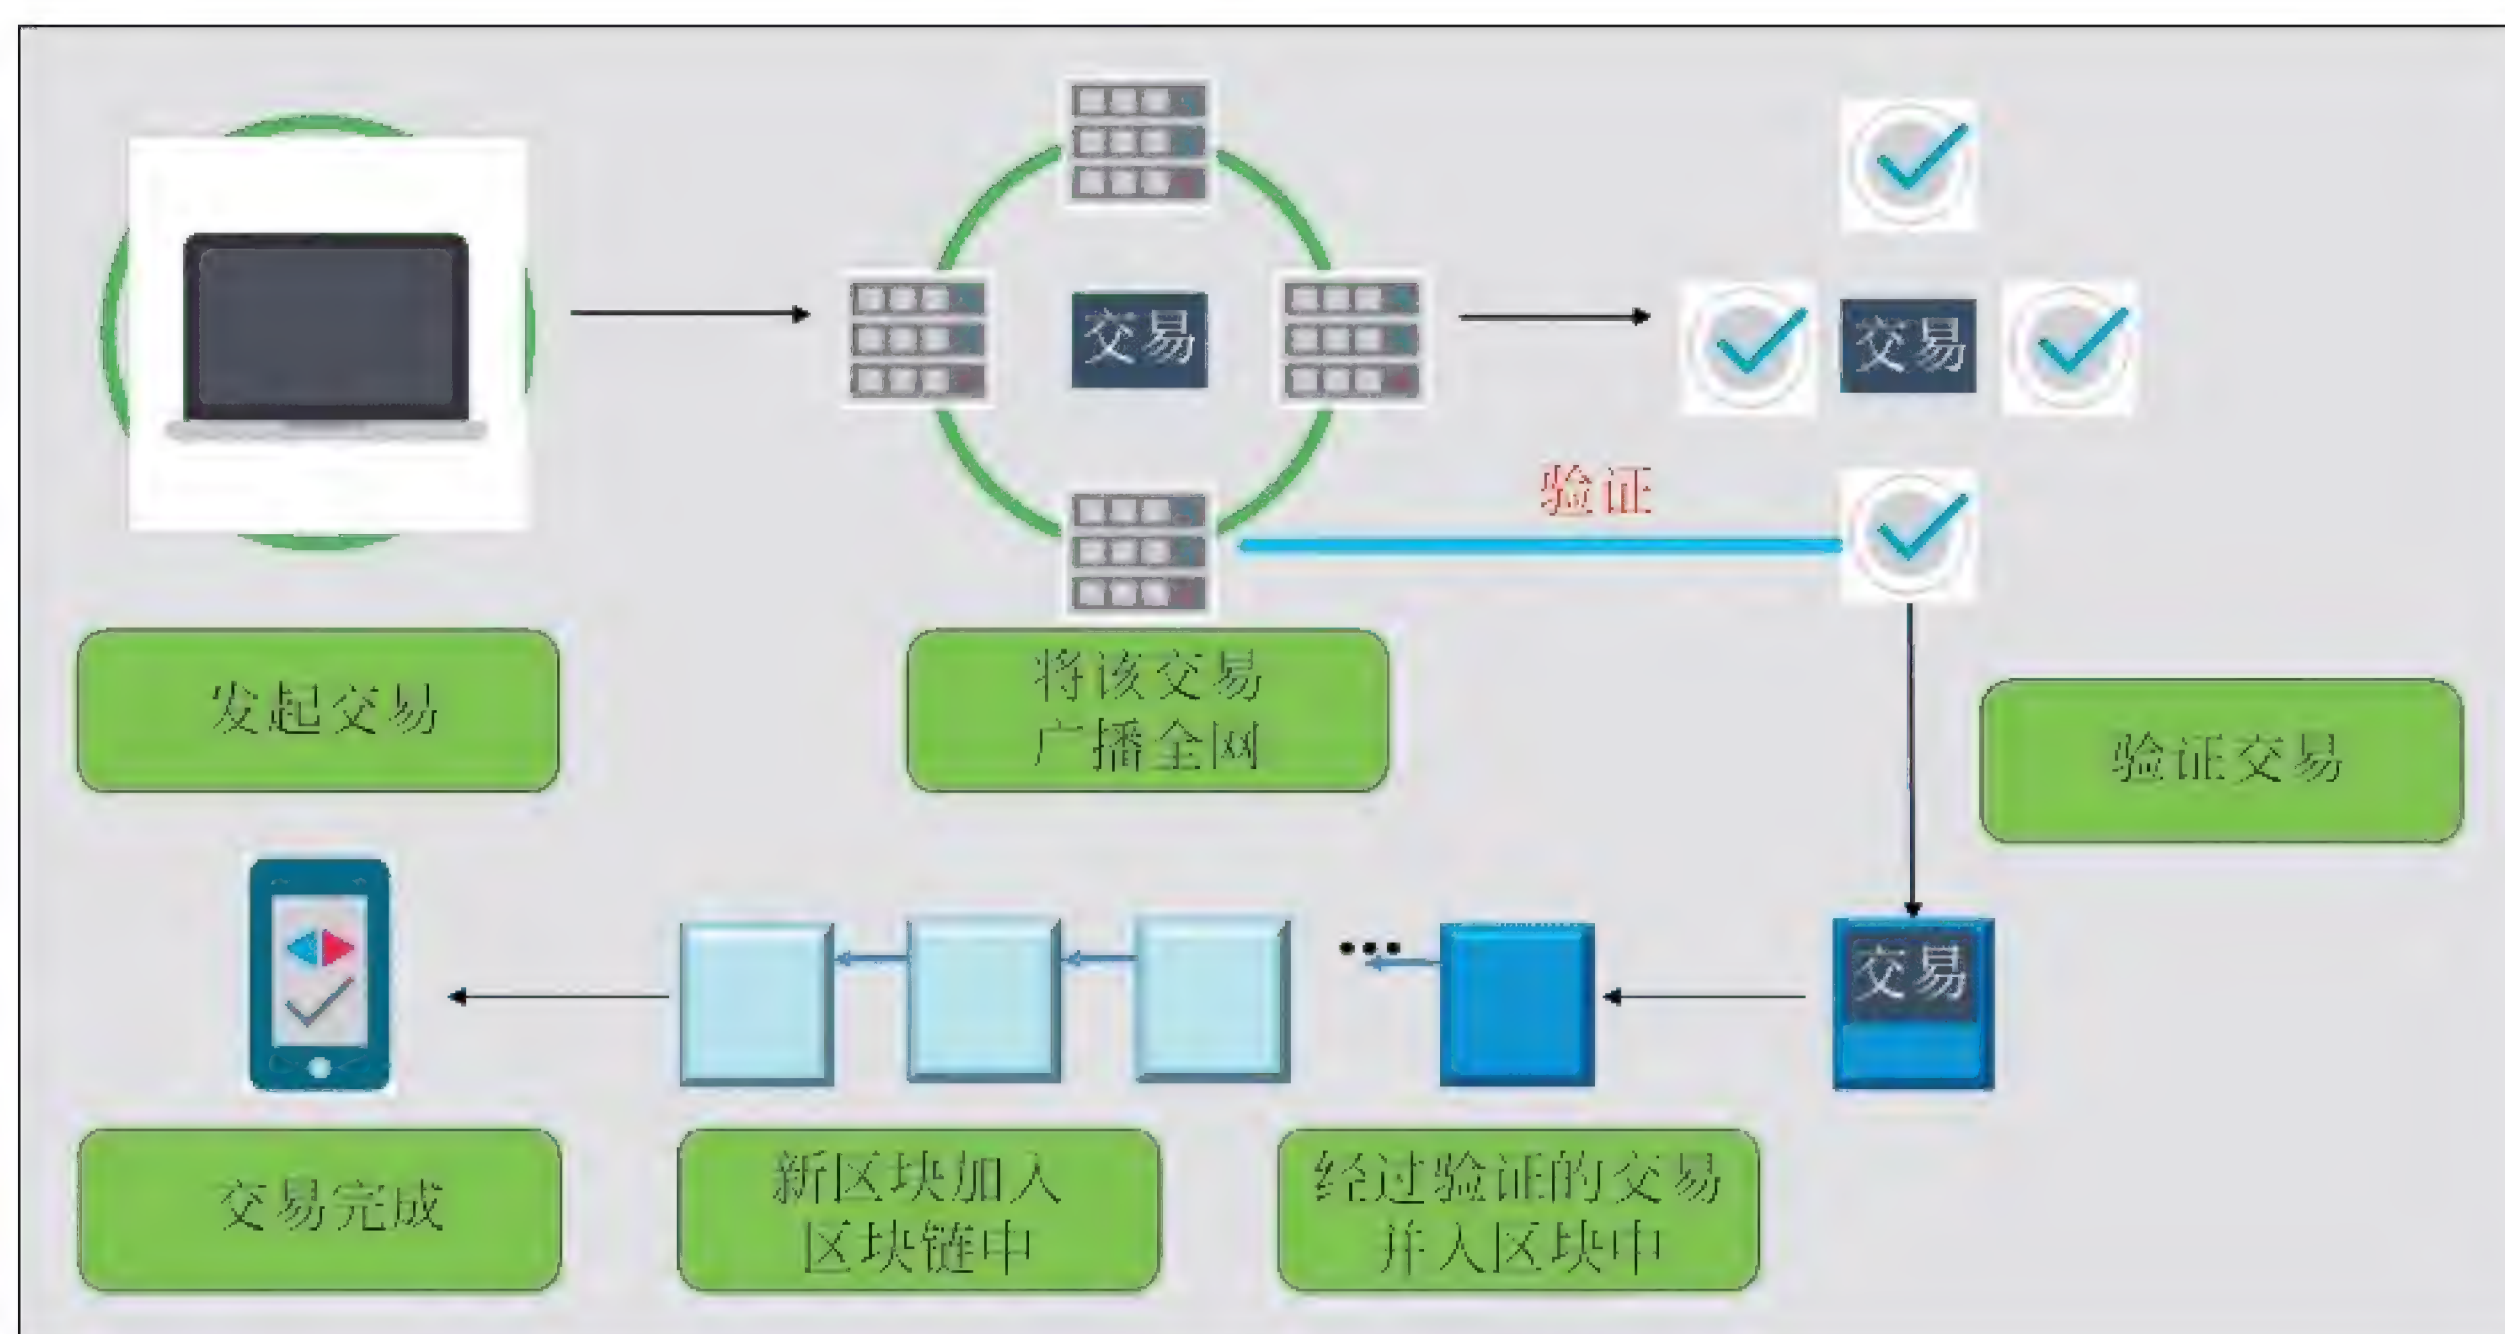 交易
交易
验证
发起交易
将该交易
广播全网
验证交易
交易
交易完成
新区块加入
区块链中
经过验证的交易
并入区块中